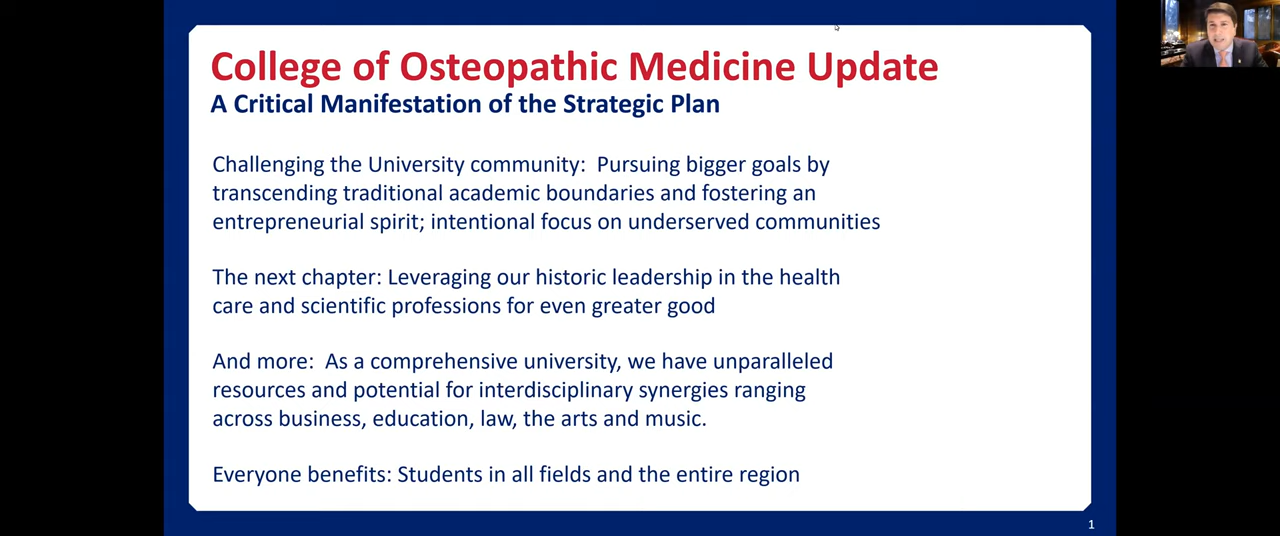 College of Osteopathic Medicine Update
A Critical Manifestation of the Strategic Plan
Challenging the University community:  Pursuing bigger goals by
transcending traditional academic boundaries and fostering an
entrepreneurial spirit; intentional focus on underserved communities
The next chapter: Leveraging our historic leadership in the health
care and scientific professions for even greater good
And more:  As a comprehensive university, we have unparalleled
resources and potential for interdisciplinary synergies ranging
across business, education, law, the arts and music.
Everyone benefits: Students in all fields and the entire region
1